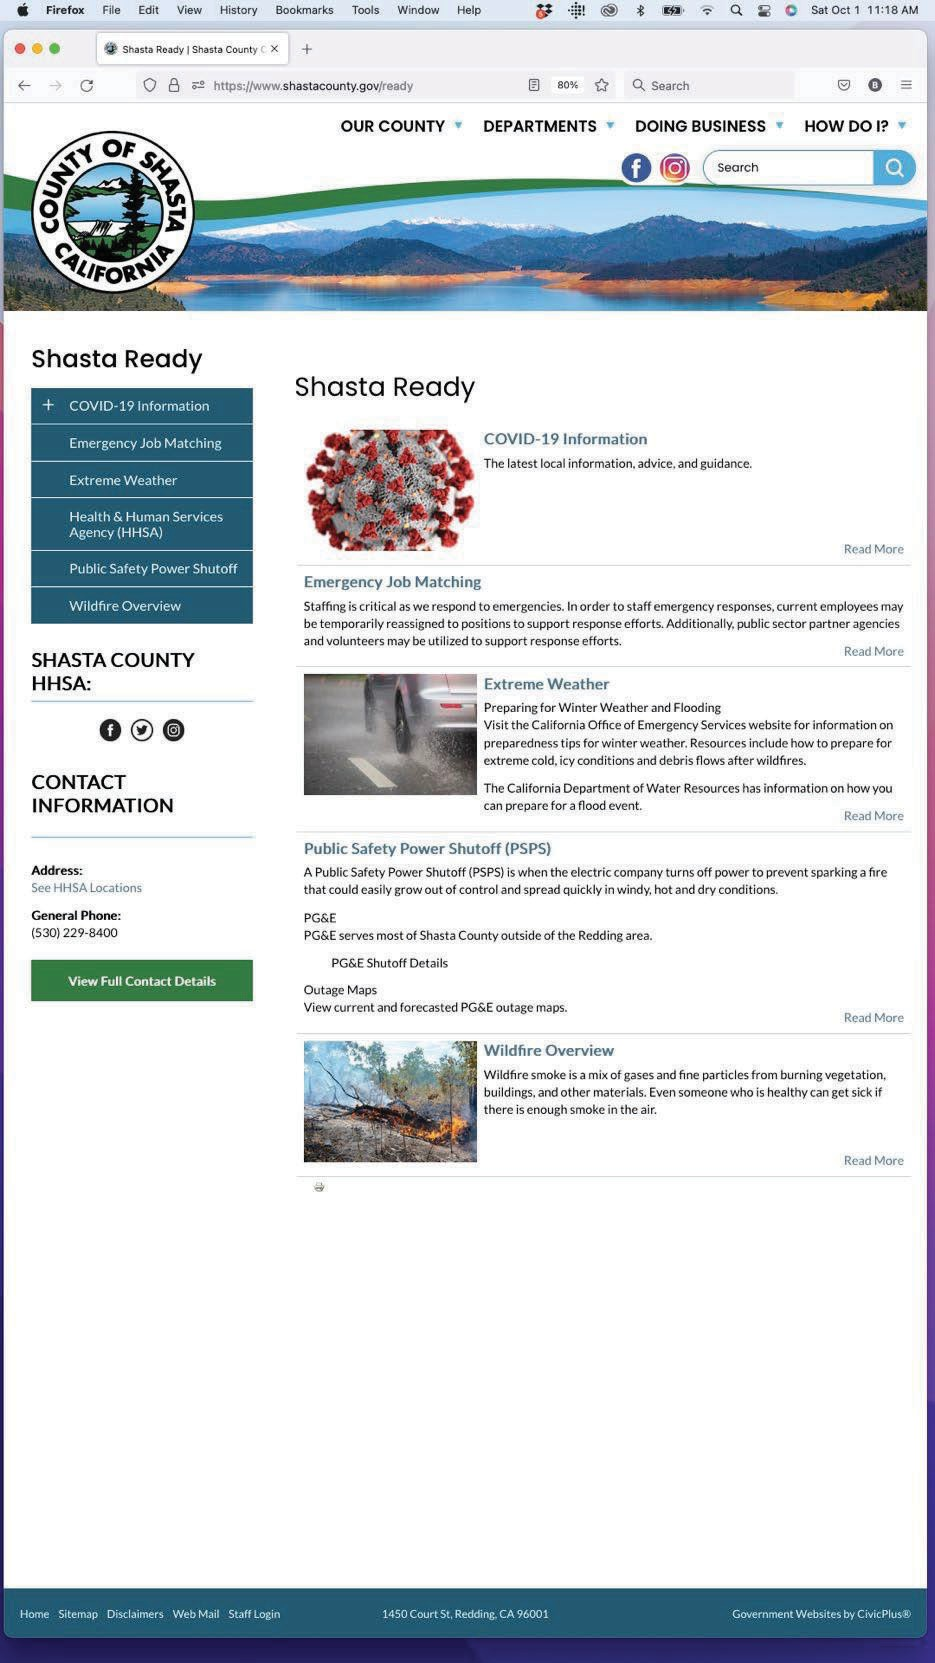 Firefox File Edit View History Bookmarks Tools Window Help Sat Oct 1 11:18 AM
Shasta Ready | Shasta County
https://www.shastacounty.gov/ready 80% Search
OUR COUNTY DEPARTMENTS DOING BUSINESS HOW DO I?
Search
COUNTY OF SHASTA
CALIFORNIA
Shasta Ready
COVID-19 Information
Emergency Job Matching
Extreme Weather
Health & Human Services
Agency (HHSA)
Public Safety Power Shutoff
Wildfire Overview
SHASTA COUNTY
HHSA:
CONTACT
INFORMATION
Address:
See HHSA Locations
General Phone:
(530) 229-8400
View Full Contact Details
Shasta Ready
COVID-19 Information
The latest local information, advice, and guidance.
Read More
Emergency Job Matching
Staffing is critical as we respond to emergencies. In order to staff emergency responses, current employees may
be temporarily reassigned to positions to support response efforts. Additionally, public sector partner agencies
and volunteers may be utilized to support response efforts.
Read More
Extreme Weather
Preparing for Winter Weather and Flooding
Visit the California Office of Emergency Services website for information on
preparedness tips for winter weather. Resources include how to prepare for
extreme cold, icy conditions and debris flows after wildfires.
The California Department of Water Resources has information on how you
can prepare for a flood event.
Read More
Public Safety Power Shutoff (PSPS)
A Public Safety Power Shutoff (PSPS) is when the electric company turns off power to prevent sparking a fire
that could easily grow out of control and spread quickly in windy, hot and dry conditions.
PG&E
PG&E serves most of Shasta County outside of the Redding area.
PG&E Shutoff Details
Outage Maps
View current and forecasted PG&E outage maps.
Read More
Wildfire Overview
Wildfire smoke is a mix of gases and fine particles from burning vegetation,
buildings, and other materials. Even someone who is healthy can get sick if
there is enough smoke in the air.
Read More
Home Sitemap Disclaimers Web Mail Staff Login 1450 Court St, Redding, CA 96001 Government Websites by CivicPlus®